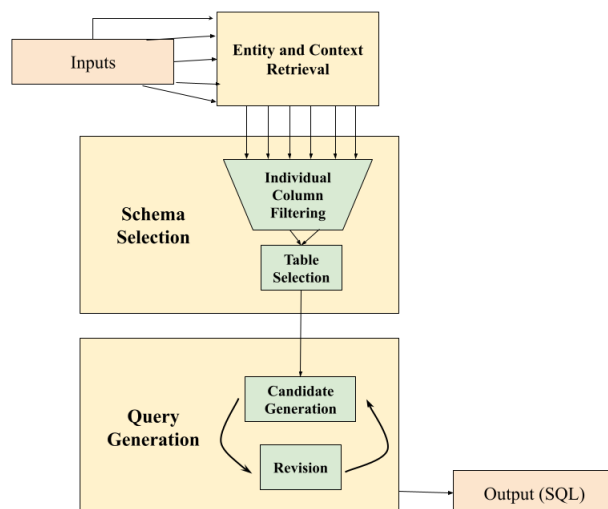 Entity and Context
Retrieval
Inputs
Individual
Column
Filtering
Schema
Selection
Table
Selection
Candidate
Generation
Query
Generation
Revision
Output (SQL)